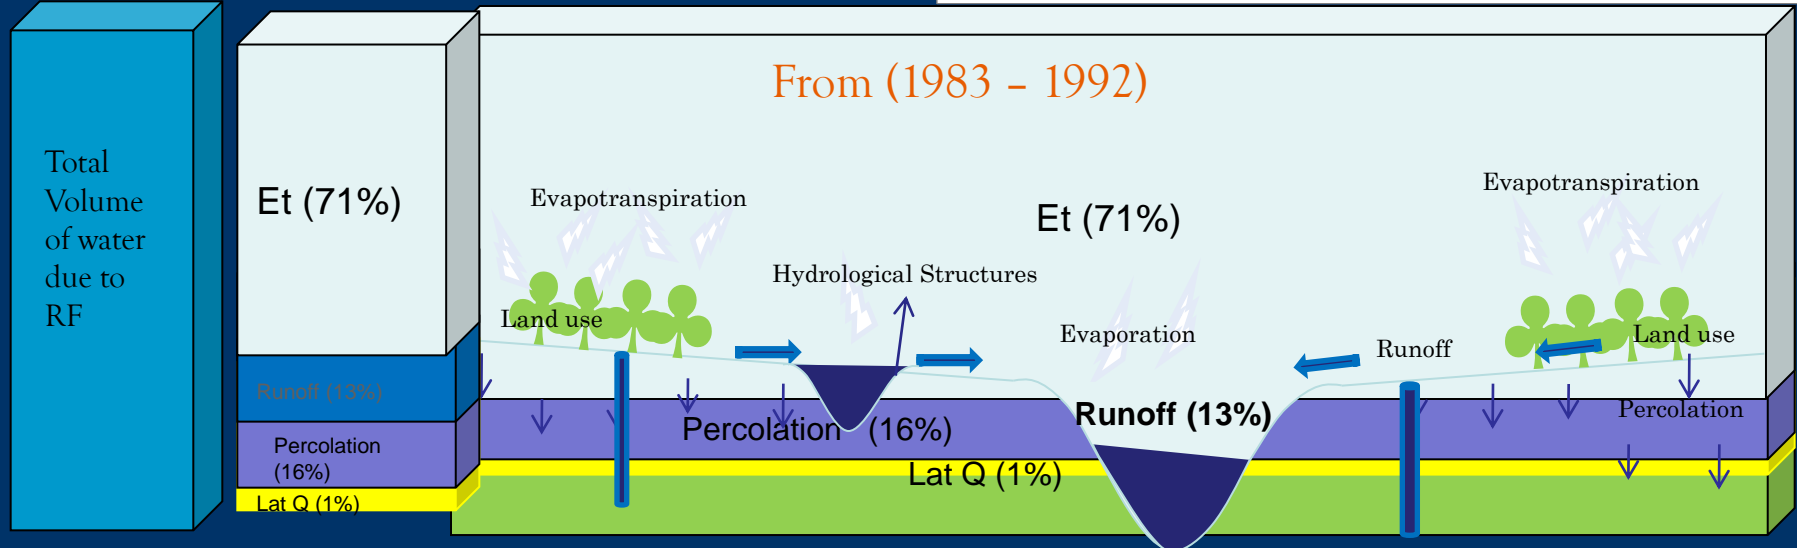 From (1983 – 1992)
Total
Volume
of water
due to
RF
Et (71%)
Runoff (13%)
Percolation
(16%)
Lat Q (1%)
Evapotranspiration
Land use
Hydrological Structures
Et (71%)
Evaporation
Evapotranspiration
Runoff
Land use
Percolation
Runoff (13%)
Percolation (16%)
Lat Q (1%)